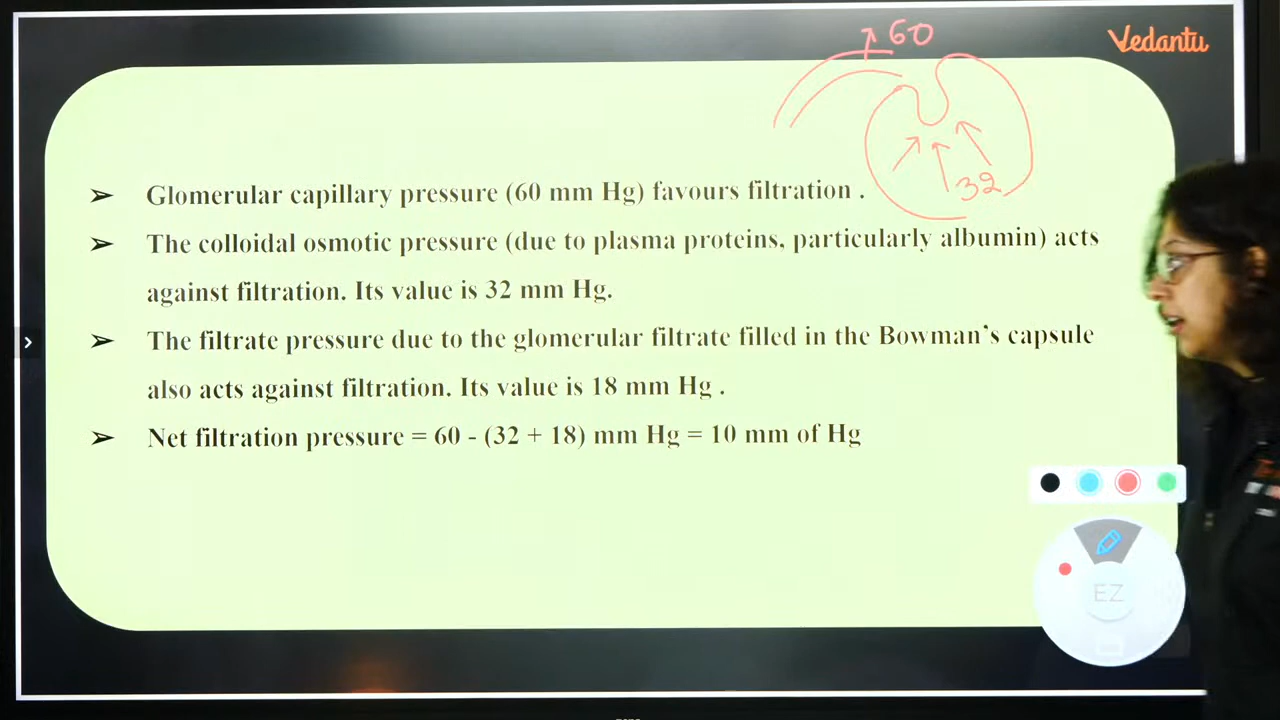 60
Vedantu
➢ Glomerular capillary pressure (60 mm Hg) favours filtration .
32
➢ The colloidal osmotic pressure (due to plasma proteins, particularly albumin) acts
against filtration. Its value is 32 mm Hg.
➢ The filtrate pressure due to the glomerular filtrate filled in the Bowman’s capsule
also acts against filtration. Its value is 18 mm Hg .
➢ Net filtration pressure = 60 - (32 + 18) mm Hg = 10 mm of Hg
EZ